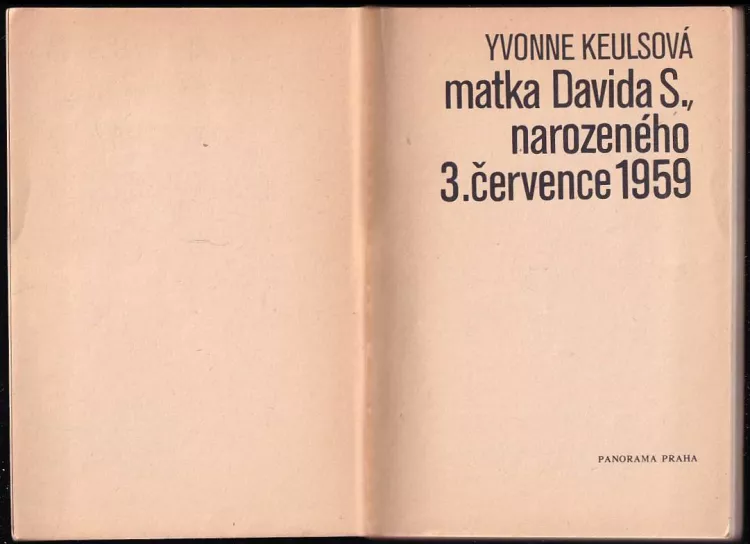 YVONNE KEULSOVÁ
matka Davida S.,
narozeného
3. července 1959
PANORAMA PRAHA